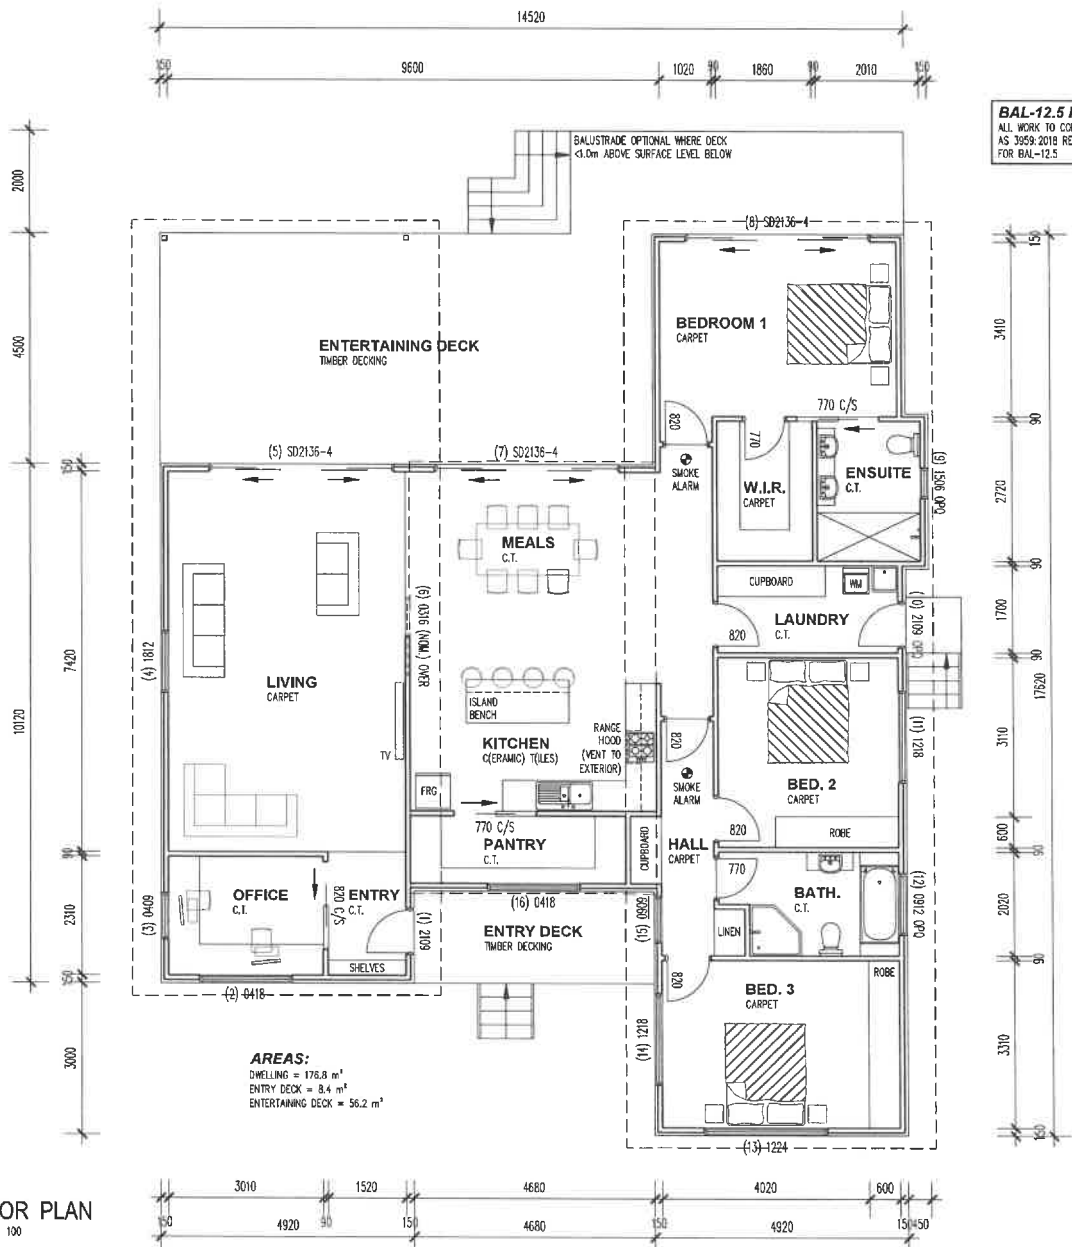 14520
150
9600
1020
90
1860
90
2010
150
BAL-12.5
ALL WORK TO
AS 3959:2018
FOR BAL-12.5
BALUSTRADE OPTIONAL WHERE DECK
<1.0m ABOVE SURFACE LEVEL BELOW
2000
4500
10120
150
7420
90
2310
150
3000
(8) SD2136-4
BEDROOM 1
CARPET
ENTERTAINING DECK
TIMBER DECKING
820
770
770 C/S
(5) SD2136-4
(7) SD2136-4
SMOKE
ALARM
W.I.R.
CARPET
ENSUITE
C.T.
(9) 1506 OPQ
MEALS
C.T.
CUPBOARD
WM
LAUNDRY
C.T.
820
(10) 2109 OPQ
(6) 0316 (NOM.) OVER
(4) 1812
LIVING
CARPET
TV
ISLAND
BENCH
KITCHEN
C(ERAMIC) T(ILES)
RANGE
HOOD
(VENT TO
EXTERIOR)
820
SMOKE
ALARM
BED. 2
CARPET
(11) 1218
FRG
770 C/S
PANTRY
C.T.
CUPBOARD
HALL
CARPET
820
ROBE
770
BATH.
C.T.
(12) 0912 OPQ
(3) 0409
OFFICE
C.T.
820 C/S
ENTRY
C.T.
(1) 2109
SHELVES
(16) 0418
ENTRY DECK
TIMBER DECKING
(15)
LINEN
(2) 0418
820
BED. 3
CARPET
ROBE
(14) 1218
(13) 1224
AREAS:
DWELLING = 176.8 m²
ENTRY DECK = 8.4 m²
ENTERTAINING DECK = 56.2 m²
150
3410
90
2720
90
1700
90
3110
600
90
2020
90
3310
150
17620
OR PLAN
100
3010
1520
4680
4020
600
150
4920
90
150
4680
150
4920
150
450